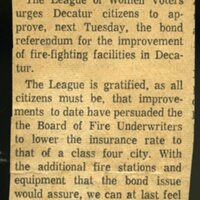 The League of Women Voters
urges Decatur citizens to ap-
prove, next Tuesday, the bond
referendum for the improvement
of fire-fighting facilities in Deca-
tur.
The League is gratified, as all
citizens must be, that improve-
ments to date have persuaded the
the Board of Fire Underwriters
to lower the insurance rate to
that of a class four city. With
the additional fire stations and
equipment that the bond issue
would assure, we can at last feel